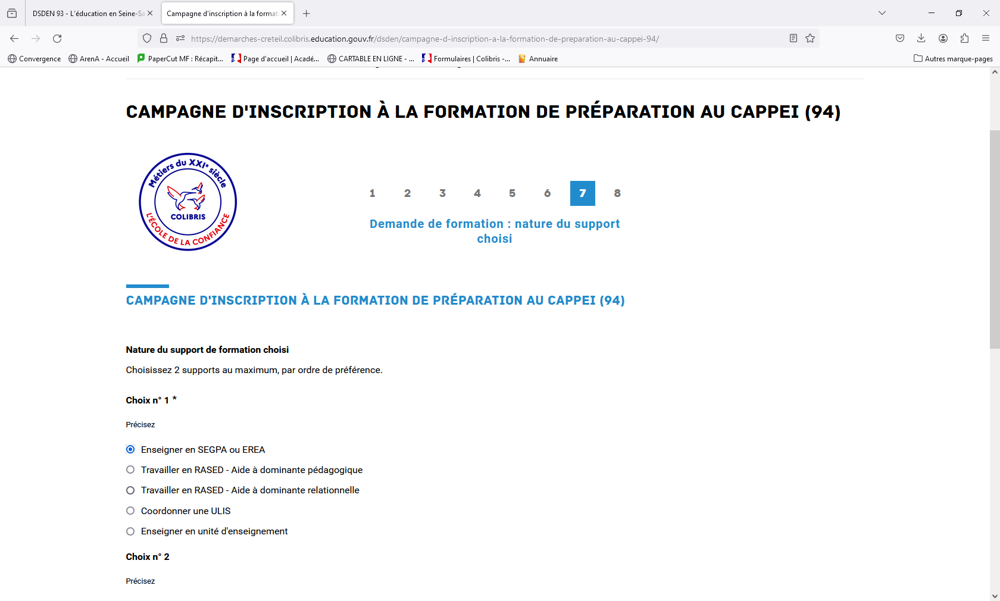 DSDEN 93 - L'éducation en Seine-Sa
Campagne d'inscription à la format
https://demarches-creteil.colibris.education.gouv.fr/dsden/campagne-d-inscription-a-la-formation-de-preparation-au-cappei-94/
Convergence
ArenA - Accueil
PaperCut MF : Récapit...
Page d'accueil | Acadé...
CARTABLE EN LIGNE - ...
Formulaires | Colibris -...
Annuaire
Autres marque-pages
CAMPAGNE D'INSCRIPTION À LA FORMATION DE PRÉPARATION AU CAPPEI (94)
Métiers du XXIe siècle
COLIBRIS
L'ÉCOLE DE LA CONFIANCE
1 2 3 4 5 6 7 8
Demande de formation : nature du support
choisi
CAMPAGNE D'INSCRIPTION À LA FORMATION DE PRÉPARATION AU CAPPEI (94)
Nature du support de formation choisi
Choisissez 2 supports au maximum, par ordre de préférence.
Choix n° 1 *
Précisez
Enseigner en SEGPA ou EREA
Travailler en RASED - Aide à dominante pédagogique
Travailler en RASED - Aide à dominante relationnelle
Coordonner une ULIS
Enseigner en unité d'enseignement
Choix n° 2
Précisez